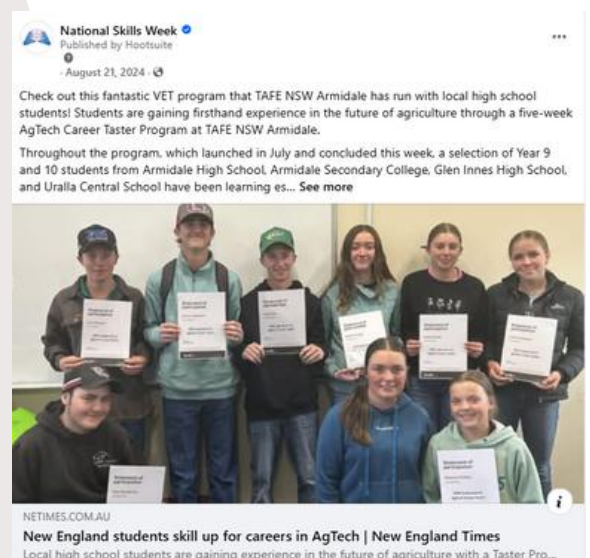 National Skills Week
Published by Hootsuite
· August 21, 2024 ·
Check out this fantastic VET program that TAFE NSW Armidale has run with local high school
students! Students are gaining firsthand experience in the future of agriculture through a five-week
AgTech Career Taster Program at TAFE NSW Armidale.
Throughout the program, which launched in July and concluded this week, a selection of Year 9
and 10 students from Armidale High School, Armidale Secondary College, Glen Innes High School,
and Uralla Central School have been learning es... See more
NETIMES.COM.AU
New England students skill up for careers in AgTech | New England Times
Local high school students are gaining experience in the future of agriculture with a Taster Pro...